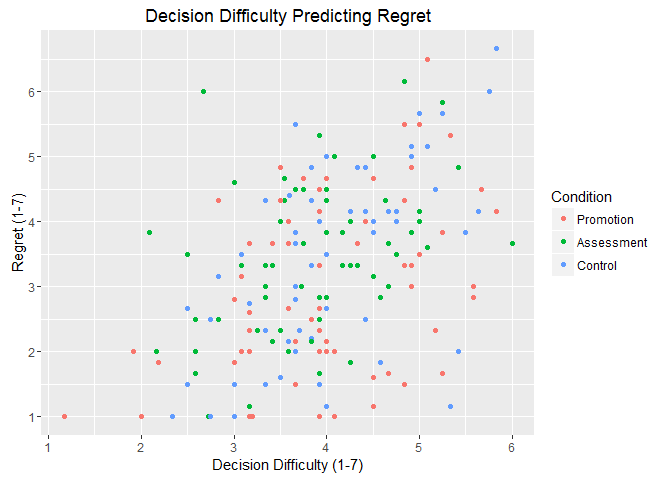 Decision Difficulty Predicting Regret
Regret (1-7)
6
5
4
3
2
1
1 2 3 4 5 6
Decision Difficulty (1-7)
Condition
Promotion
Assessment
Control